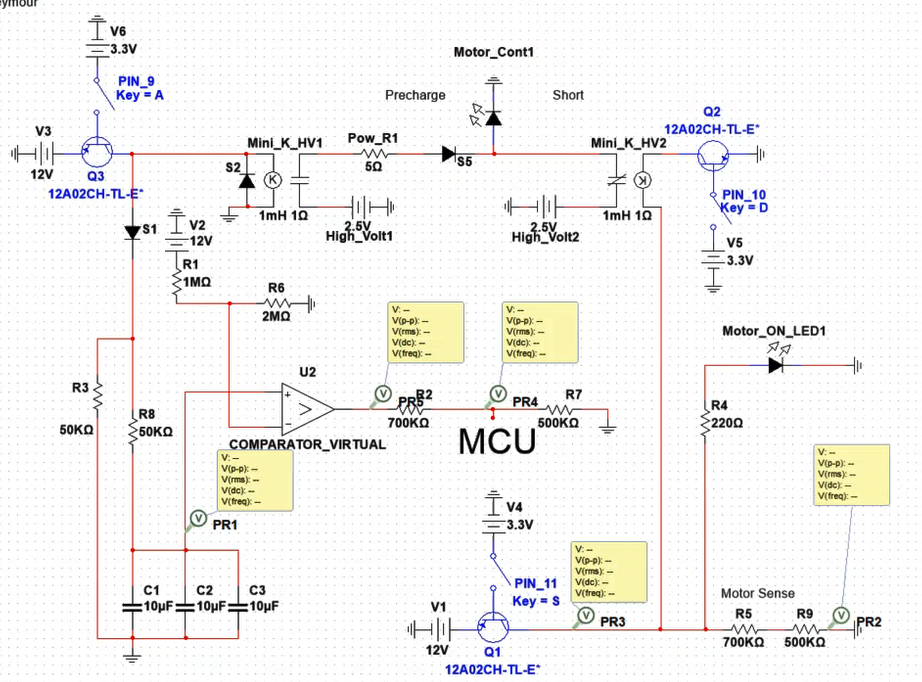 eymour
V6
3.3V
PIN_9
Key = A
V3
12V
Q3
12A02CH-TL-E*
Motor_Cont1
Precharge
Short
Mini_K_HV1
Pow_R1
5Ω
S5
S2
K
1mH 1Ω
2.5V
High_Volt1
Mini_K_HV2
K
1mH 1Ω
2.5V
High_Volt2
Q2
12A02CH-TL-E*
PIN_10
Key = D
V5
3.3V
S1
V2
12V
R1
1MΩ
R6
2MΩ
V: --
V(p-p): --
V(rms): --
V(dc): --
V(freq): --
V: --
V(p-p): --
V(rms): --
V(dc): --
V(freq): --
Motor_ON_LED1
R3
50KΩ
R8
50KΩ
U2
COMPARATOR_VIRTUAL
V
PR5
R2
700KΩ
V
PR4
R7
500KΩ
MCU
R4
220Ω
V: --
V(p-p): --
V(rms): --
V(dc): --
V(freq): --
V
PR1
V: --
V(p-p): --
V(rms): --
V(dc): --
V(freq): --
V4
3.3V
PIN_11
Key = S
V: --
V(p-p): --
V(rms): --
V(dc): --
V(freq): --
C1
10μF
C2
10μF
C3
10μF
V1
12V
Q1
12A02CH-TL-E*
V
PR3
Motor Sense
R5
700KΩ
R9
500KΩ
V
PR2